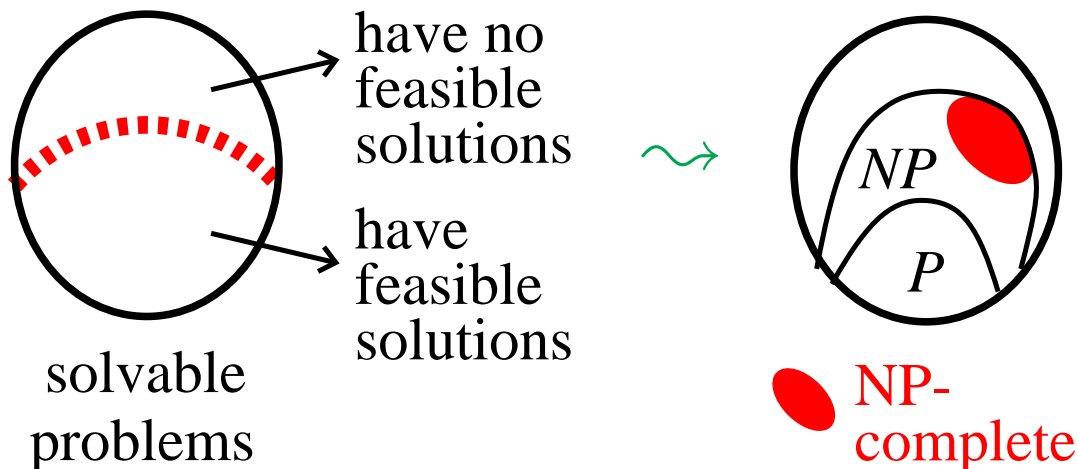 have no
feasible
solutions
have
feasible
solutions
solvable
problems
NP
P
NP-
complete